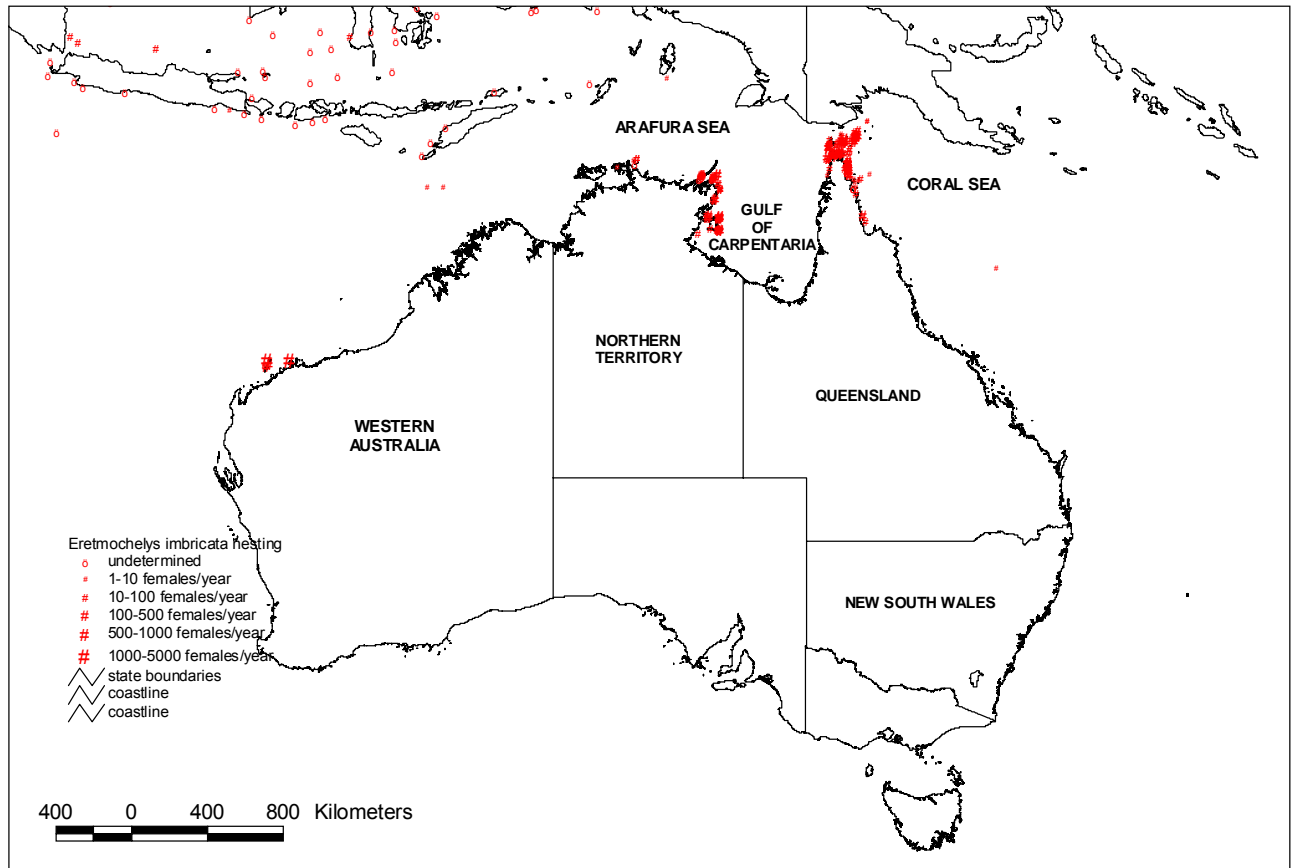 ARAFURA SEA
CORAL SEA
GULF
OF
CARPENTARIA
NORTHERN
TERRITORY
QUEENSLAND
WESTERN
AUSTRALIA
NEW SOUTH WALES
Eretmochelys imbricata nesting
ö undetermined
# 1-10 females/year
# 10-100 females/year
# 100-500 females/year
# 500-1000 females/year
# 1000-5000 females/year
state boundaries
coastline
coastline
400 0 400 800 Kilometers